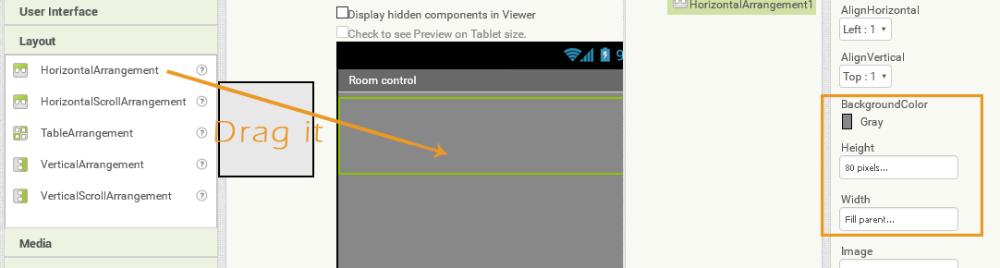 User Interface
Layout
HorizontalArrangement
HorizontalScrollArrangement
TableArrangement
VerticalArrangement
VerticalScrollArrangement
Media
Display hidden components in Viewer
Check to see Preview on Tablet size.
9
Room control
Drag it
HorizontalArrangement1
AlignHorizontal
Left : 1
AlignVertical
Top : 1
BackgroundColor
Gray
Height
80 pixels...
Width
Fill parent...
Image